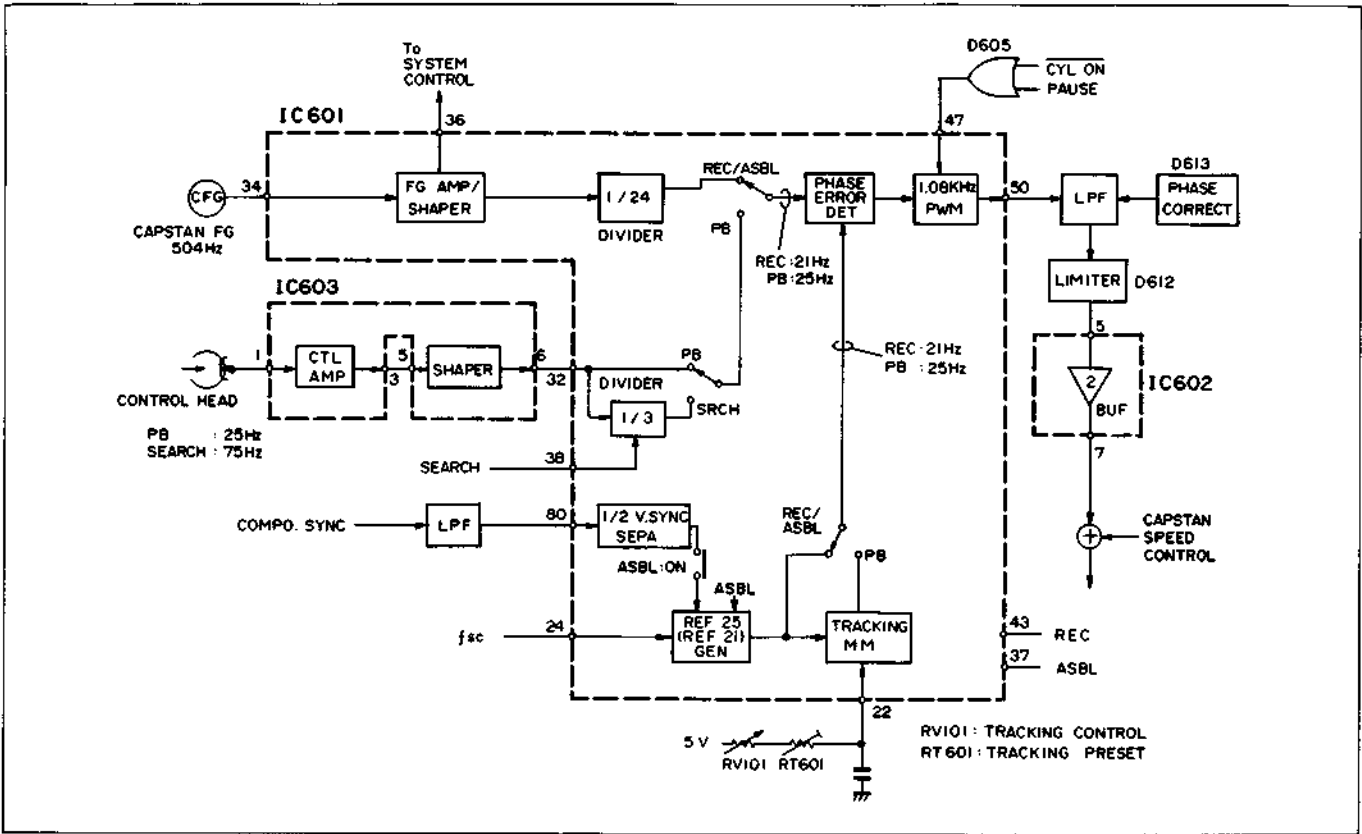 To
SYSTEM
CONTROL
D605
CYL ON
PAUSE
IC601
36
47
D613
34
CFG
FG AMP/
SHAPER
1/24
REC/ASBL
PHASE
ERROR
DET
1.08KHz
PWM
50
LPF
PHASE
CORRECT
CAPSTAN FG
504Hz
DIVIDER
PB
REC:21Hz
PB:25Hz
LIMITER
D612
IC603
1
CTL
AMP
3
5
SHAPER
6
32
DIVIDER
PB
REC:21Hz
PB :25Hz
5
2
BUF
IC602
7
CONTROL HEAD
1/3
SRCH
PB :25Hz
SEARCH :75Hz
SEARCH
38
COMPO. SYNC
LPF
80
1/2 V.SYNC
SEPA
REC/
ASBL
CAPSTAN
SPEED
CONTROL
+
ASBL:ON
ASBL
PB
fsc
24
REF 25
(REF 21)
GEN
TRACKING
MM
43
REC
37
ASBL
22
5V
RV101 RT601
RV101: TRACKING CONTROL
RT601: TRACKING PRESET